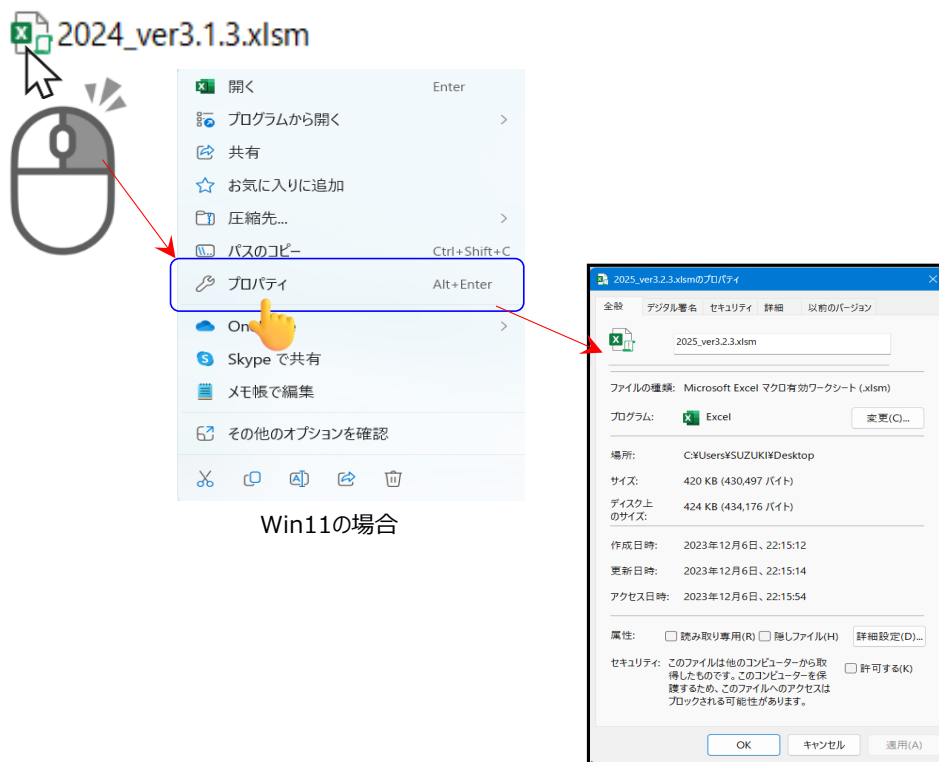 2024_ver3.1.3.xlsm
開く Enter
プログラムから開く
共有
お気に入りに追加
圧縮先...
パスのコピー Ctrl+Shift+C
プロパティ Alt+Enter
On
Skype で共有
メモ帳で編集
その他のオプションを確認
Win11の場合
2025_ver3.2.3.xlsmのプロパティ
全般 デジタル署名 セキュリティ 詳細 以前のバージョン
2025_ver3.2.3.xlsm
ファイルの種類: Microsoft Excel マクロ有効ワークシート (.xlsm)
プログラム: Excel 変更(C)...
場所: C:¥Users¥SUZUKI¥Desktop
サイズ: 420 KB (430,497 バイト)
ディスク上
のサイズ: 424 KB (434,176 バイト)
作成日時: 2023年12月6日、22:15:12
更新日時: 2023年12月6日、22:15:14
アクセス日時: 2023年12月6日、22:15:54
属性: 読み取り専用(R) 隠しファイル(H) 詳細設定(D)...
セキュリティ: このファイルは他のコンピューターから取
得したものです。このコンピューターを保
護するため、このファイルへのアクセスは
ブロックされる可能性があります。
許可する(K)
OK キャンセル 適用(A)